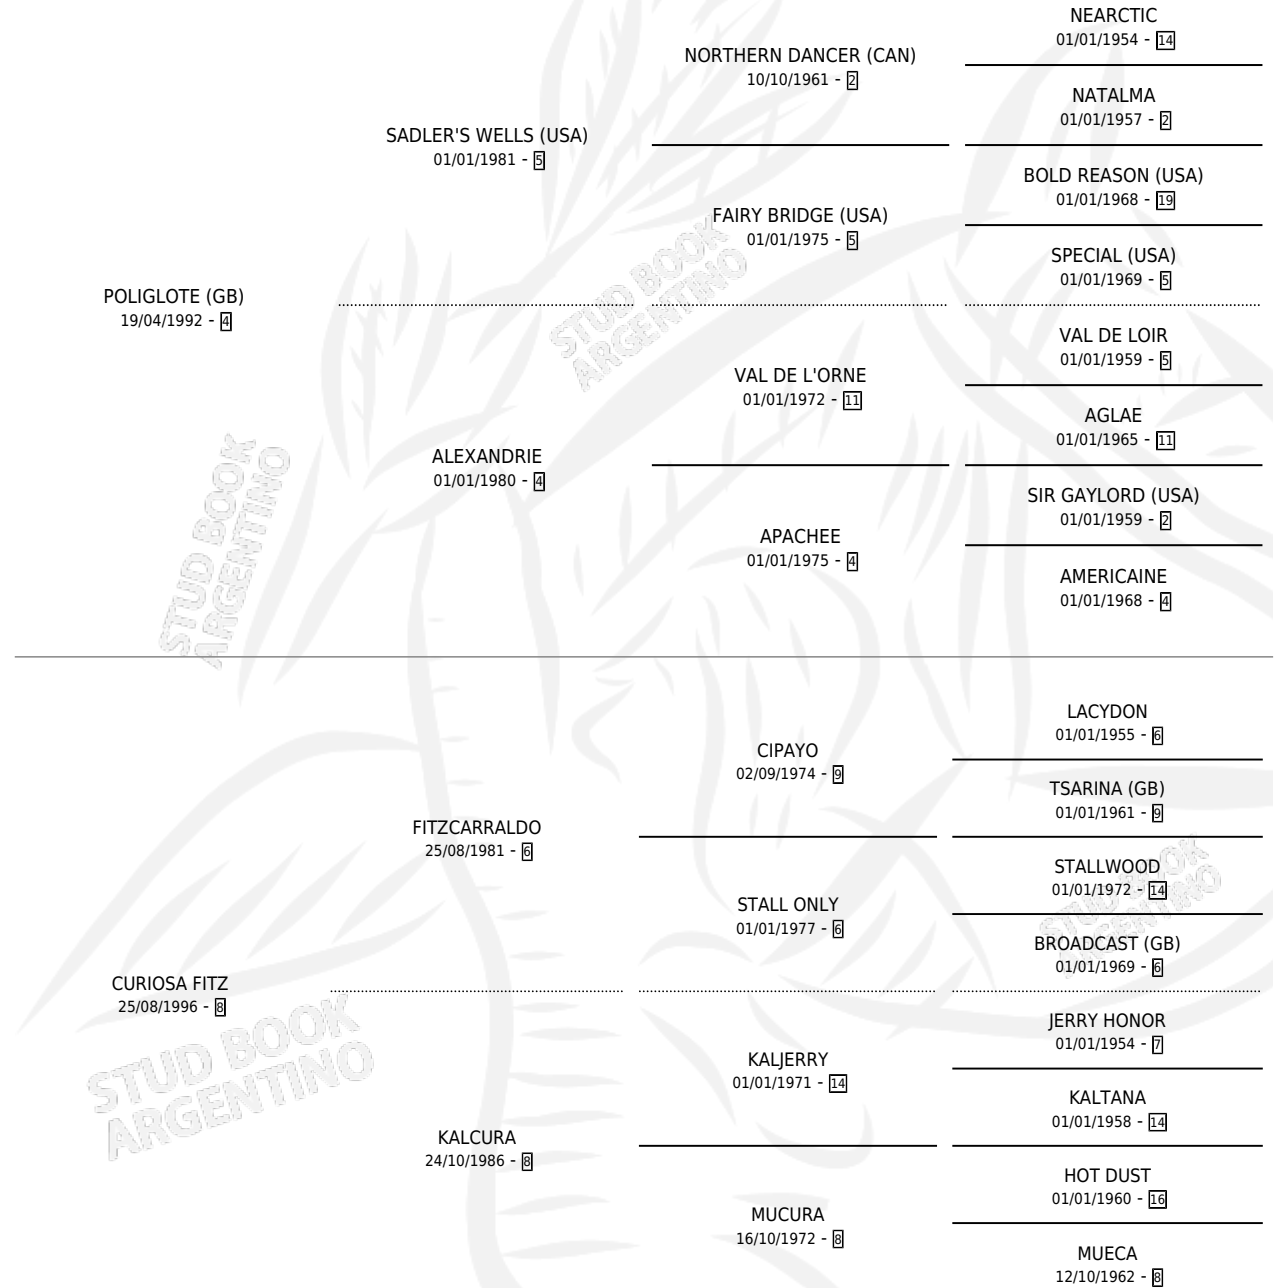 NEARCTIC
01/01/1954 - 14
NORTHERN DANCER (CAN)
10/10/1961 - 2
NATALMA
01/01/1957 - 2
SADLER'S WELLS (USA)
01/01/1981 - 5
BOLD REASON (USA)
01/01/1968 - 19
FAIRY BRIDGE (USA)
01/01/1975 - 5
SPECIAL (USA)
01/01/1969 - 5
POLIGLOTE (GB)
19/04/1992 - 4
VAL DE LOIR
01/01/1959 - 5
VAL DE L'ORNE
01/01/1972 - 11
AGLAE
01/01/1965 - 11
ALEXANDRIE
01/01/1980 - 4
SIR GAYLORD (USA)
01/01/1959 - 2
APACHEE
01/01/1975 - 4
AMERICAINE
01/01/1968 - 4
LACYDON
01/01/1955 - 6
CIPAYO
02/09/1974 - 9
TSARINA (GB)
01/01/1961 - 9
FITZCARRALDO
25/08/1981 - 6
STALLWOOD
01/01/1972 - 14
STALL ONLY
01/01/1977 - 6
BROADCAST (GB)
01/01/1969 - 6
CURIOSA FITZ
25/08/1996 - 8
JERRY HONOR
01/01/1954 - 7
KALJERRY
01/01/1971 - 14
KALTANA
01/01/1958 - 14
KALCURA
24/10/1986 - 8
HOT DUST
01/01/1960 - 16
MUCURA
16/10/1972 - 8
MUECA
12/10/1962 - 8
STUD BOOK
ARGENTINO
STUD BOOK
ARGENTINO
STUD BOOK
ARGENTINO
STUD BOOK
ARGENTINO